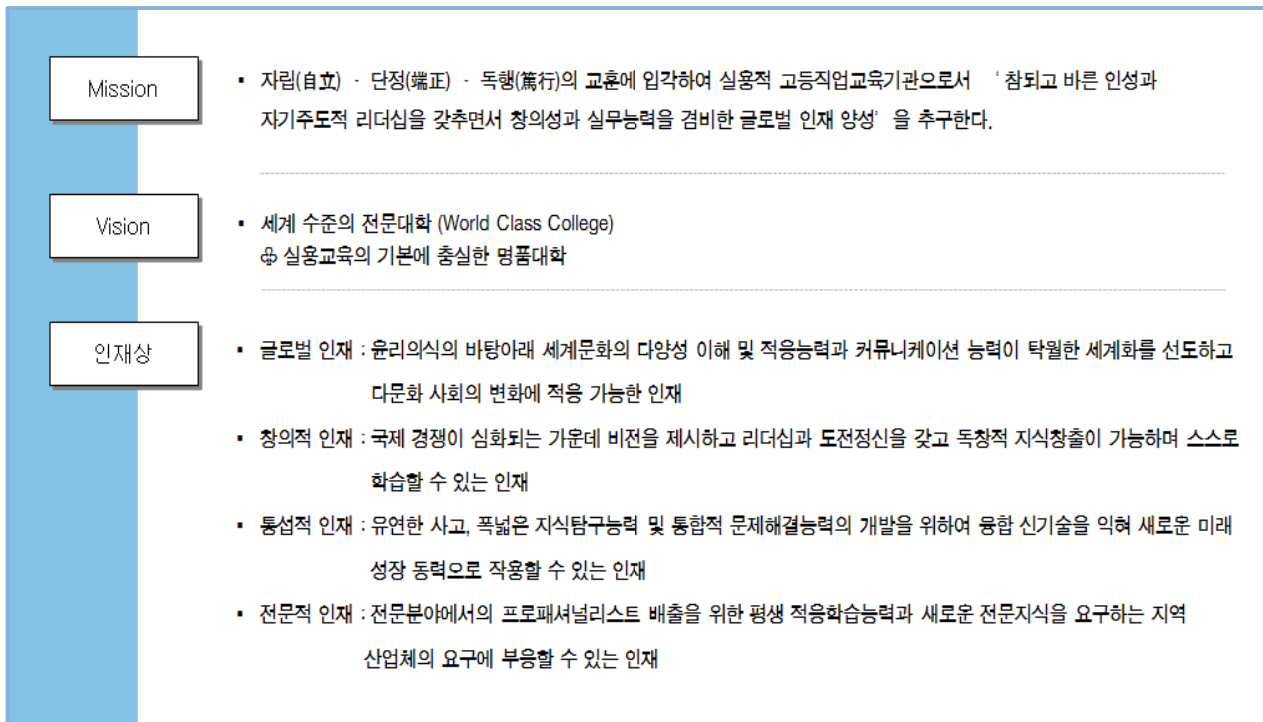 Mission
▪ 자립(自立) - 단정(端正) - 독행(篤行)의 교훈에 입각하여 실용적 고등직업교육기관으로서 ‘참되고 바른 인성과
자기주도적 리더십을 갖추면서 창의성과 실무능력을 겸비한 글로벌 인재 양성’을 추구한다.
Vision
▪ 세계 수준의 전문대학 (World Class College)
실용교육의 기본에 충실한 명품대학
인재상
▪ 글로벌 인재 : 윤리의식의 바탕아래 세계문화의 다양성 이해 및 적응능력과 커뮤니케이션 능력이 탁월한 세계화를 선도하고
다문화 사회의 변화에 적응 가능한 인재
▪ 창의적 인재 : 국제 경쟁이 심화되는 가운데 비전을 제시하고 리더십과 도전정신을 갖고 독창적 지식창출이 가능하며 스스로
학습할 수 있는 인재
▪ 통섭적 인재 : 유연한 사고, 폭넓은 지식탐구능력 및 통합적 문제해결능력의 개발을 위하여 융합 신기술을 익혀 새로운 미래
성장 동력으로 작용할 수 있는 인재
▪ 전문적 인재 : 전문분야에서의 프로패셔널리스트 배출을 위한 평생 적응학습능력과 새로운 전문지식을 요구하는 지역
산업체의 요구에 부응할 수 있는 인재